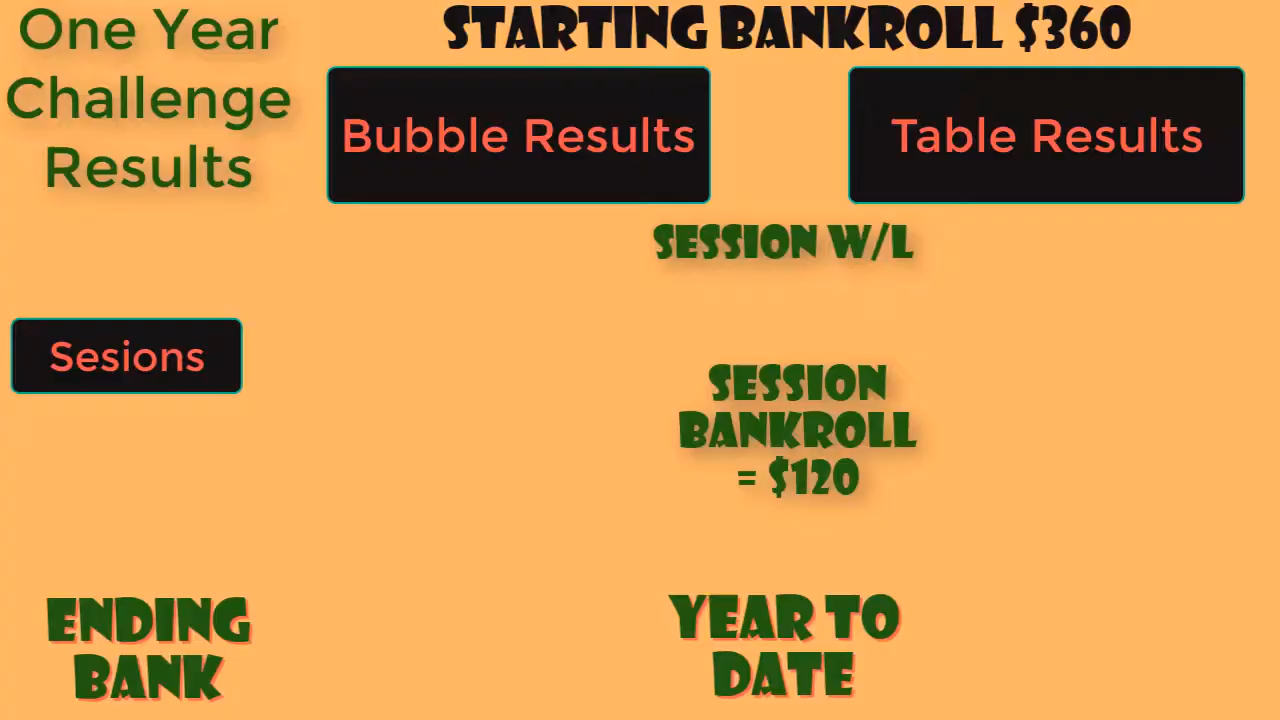 One Year
Challenge
Results
STARTING BANKROLL $360
Bubble Results
Table Results
SESSION W/L
Sesions
SESSION
BANKROLL
= $120
ENDING
BANK
YEAR TO
DATE